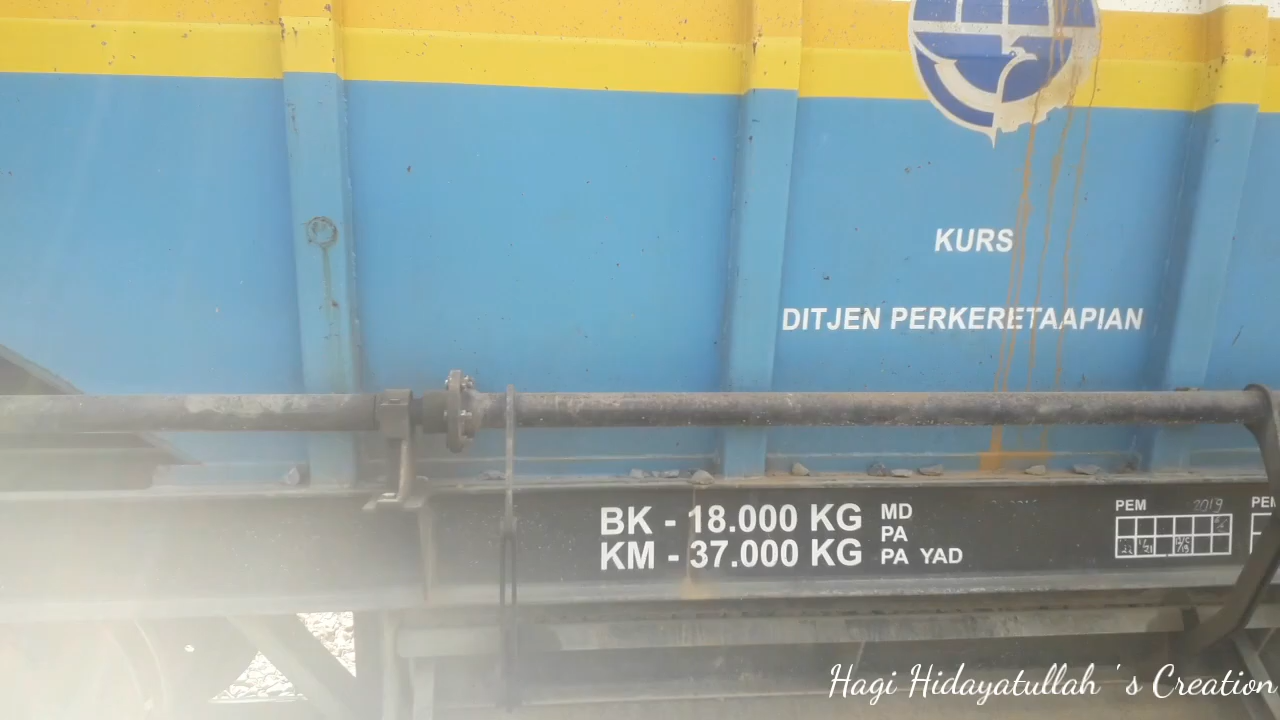 KURS
DITJEN PERKERETAAPIAN
BK - 18.000 KG
KM - 37.000 KG
MD
PA
PA YAD
PEM 2019
PEM
Hagi Hidayatullah 's Creation